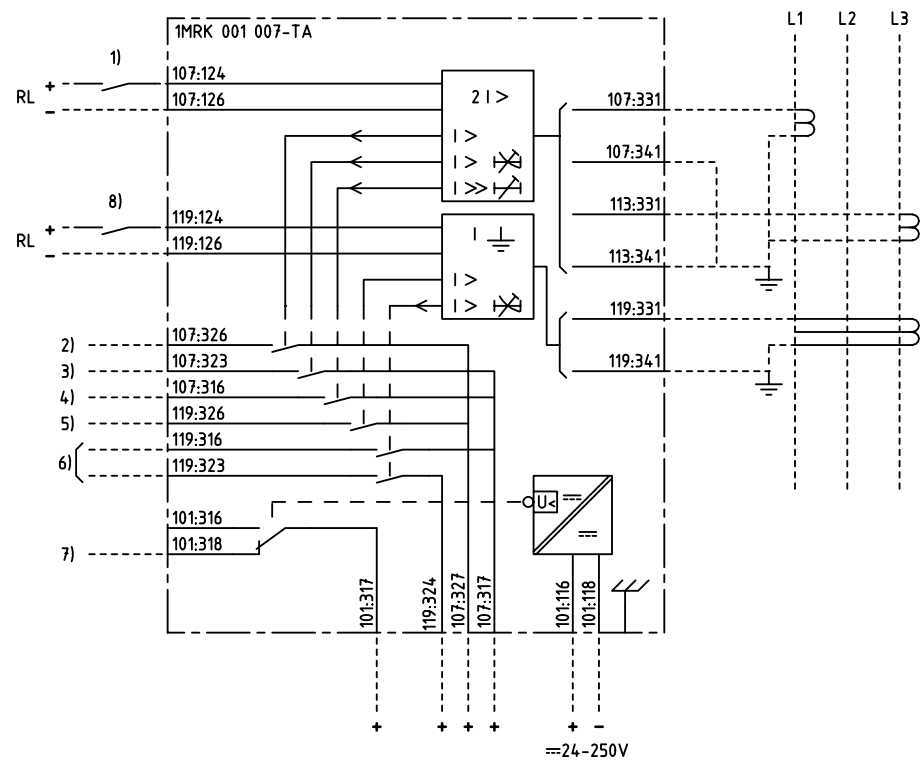 L1 L2 L3
1MRK 001 007-TA
1)
107:124
RL +
107:126
-
2 I >
107:331
I >
107:341
I >
I >>
8)
119:124
RL +
119:126
-
113:331
I
113:341
I >
I >
119:331
107:326
2)
119:341
107:323
3)
107:316
4)
119:326
5)
119:316
6)
119:323
U<
101:316
101:318
7)
101:317
119:324
107:327
107:317
101:116
101:118
+ + + + + -
24-250V